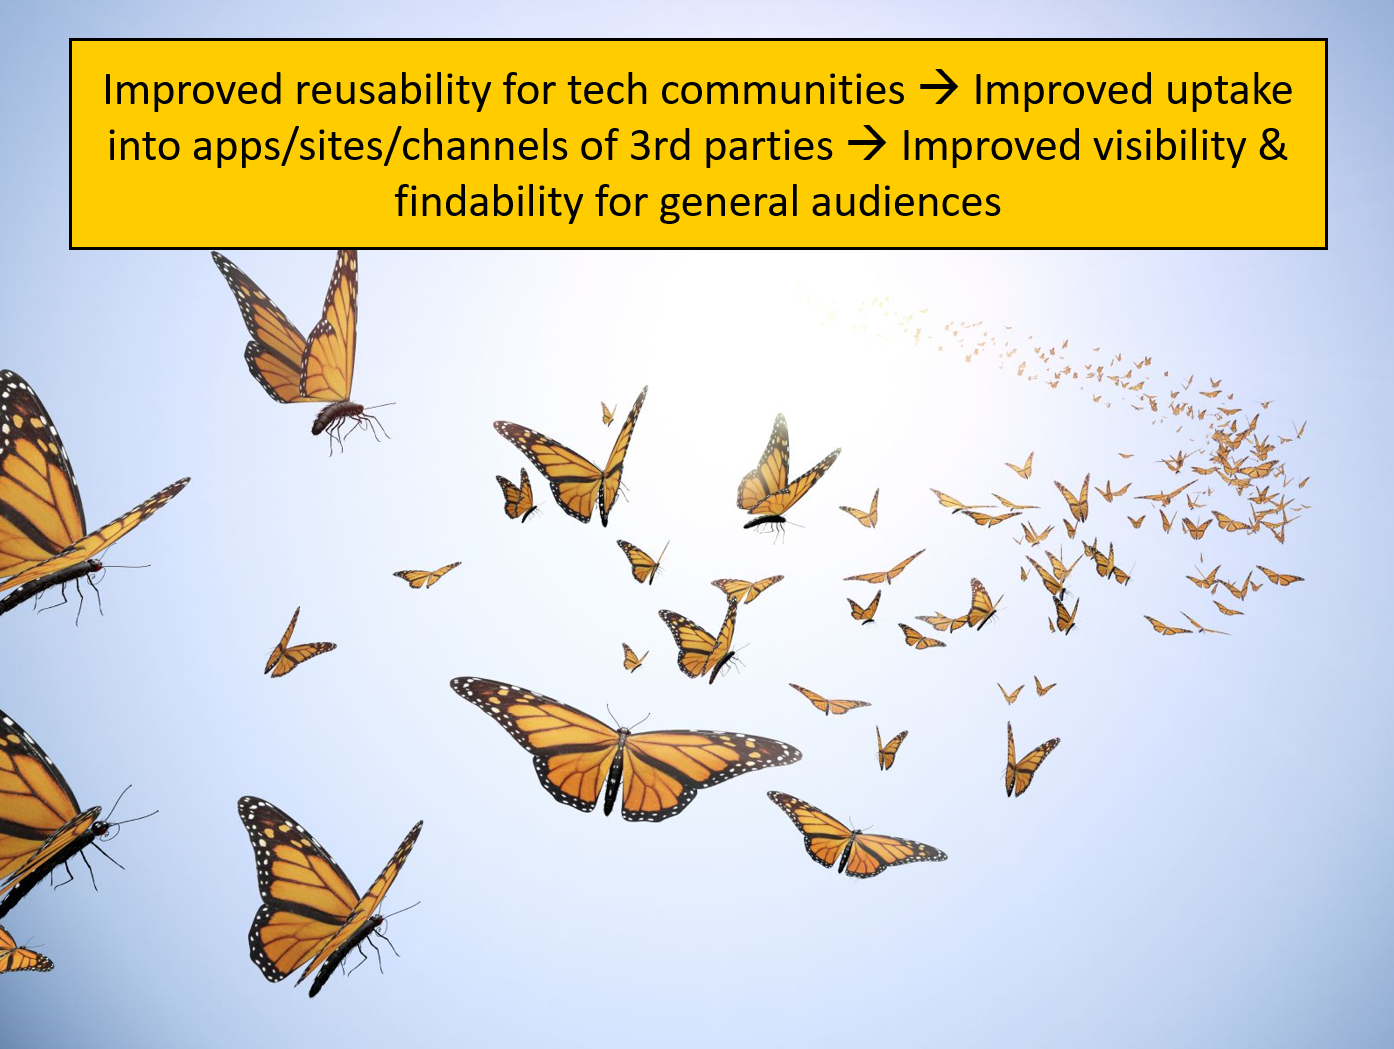 Improved reusability for tech communities → Improved uptake
into apps/sites/channels of 3rd parties → Improved visibility &
findability for general audiences